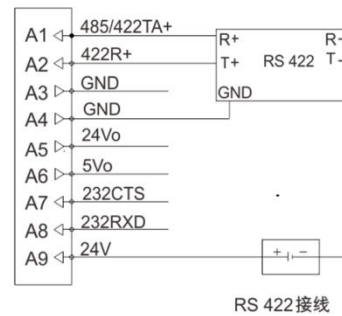 A1 485/422TA+
A2 422R+
A3 GND
A4 GND
A5 24Vo
A6 5Vo
A7 232CTS
A8 232RXD
A9 24V
R+ R-
T+ RS 422 T-
GND
+ -
RS 422接线